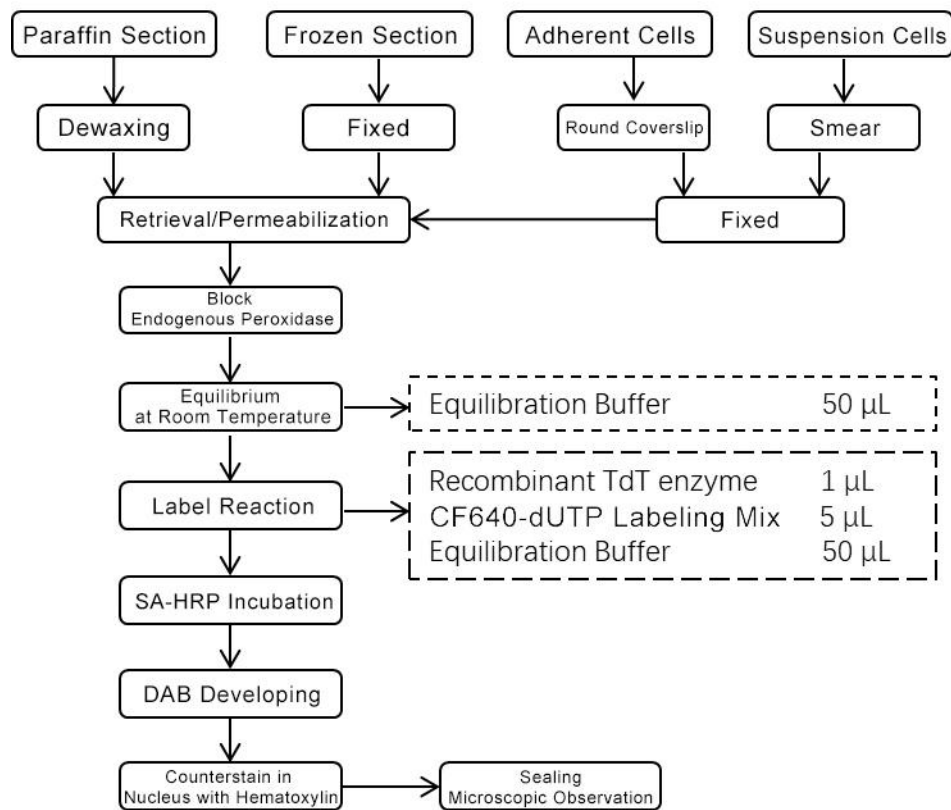 Paraffin Section
Frozen Section
Adherent Cells
Suspension Cells
Dewaxing
Fixed
Round Coverslip
Smear
Retrieval/Permeabilization
Fixed
Block
Endogenous Peroxidase
Equilibrium
at Room Temperature
Equilibration Buffer 50 μL
Label Reaction
Recombinant TdT enzyme 1 μL
CF640-dUTP Labeling Mix 5 μL
Equilibration Buffer 50 μL
SA-HRP Incubation
DAB Developing
Counterstain in
Nucleus with Hematoxylin
Sealing
Microscopic Observation